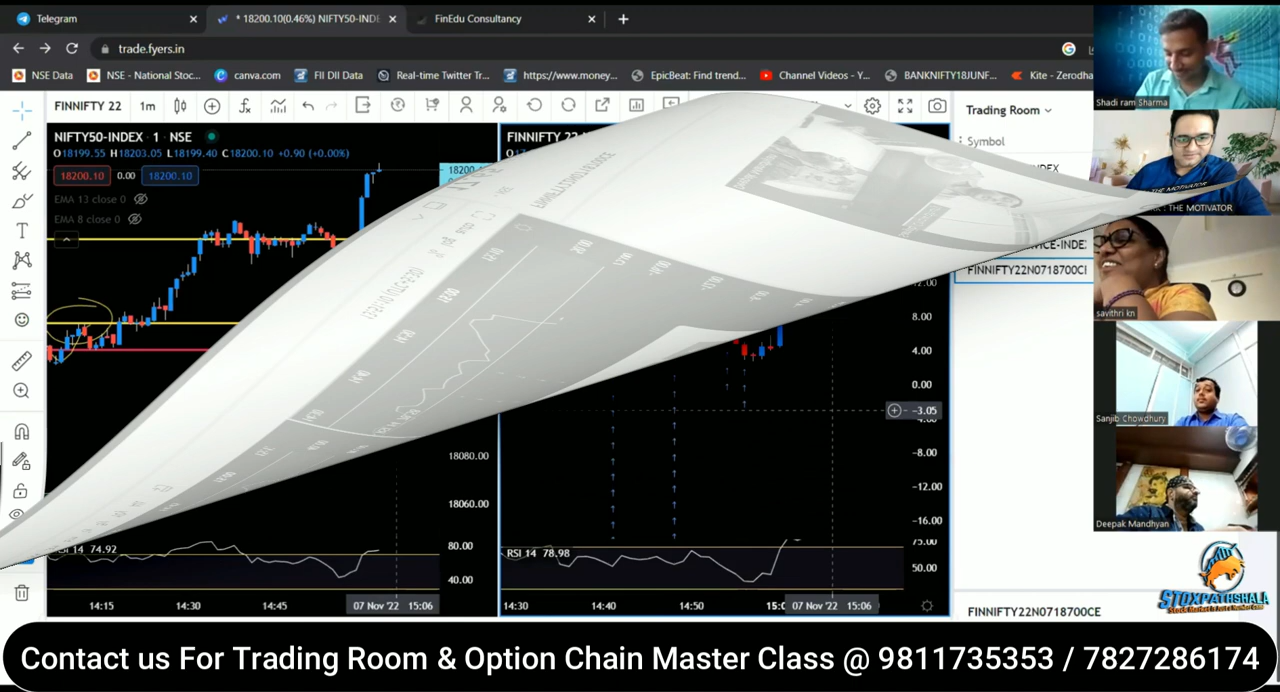 Telegram
* 18200.10(0.46%) NIFTY50-INDE
FinEdu Consultancy
trade.fyers.in
NSE Data
NSE - National Stoc...
canva.com
FII DII Data
Real-time Twitter Tr...
https://www.money...
EpicBeat: Find trend...
Channel Videos - Y...
BANKNIFTY18JUNF...
Kite - Zerodha
FINNIFTY 22
1m
Trading Room
Symbol
NIFTY50-INDEX · 1 · NSE
O18199.55 H18203.05 L18199.40 C18200.10 +0.90 (+0.00%)
18200.10 0.00 18200.10
EMA 13 close 0
EMA 8 close 0
FINNIFTY 22
18200
FINNIFTY22N0718700CE
12.00
8.00
4.00
0.00
-3.05
-8.00
-12.00
-16.00
18080.00
18060.00
RSI 14 74.92
80.00
40.00
RSI 14 78.98
75.00
50.00
14:15
14:30
14:45
07 Nov '22 15:06
14:30
14:40
14:50
07 Nov '22 15:06
FINNIFTY22N0718700CE
Shadi ram Sharma
THE MOTIVATOR
: THE MOTIVATOR
savithri kn
Sanjib Chowdhury
Deepak Mandhyan
STOXPATHSHALA
Contact us For Trading Room & Option Chain Master Class @ 9811735353 / 7827286174